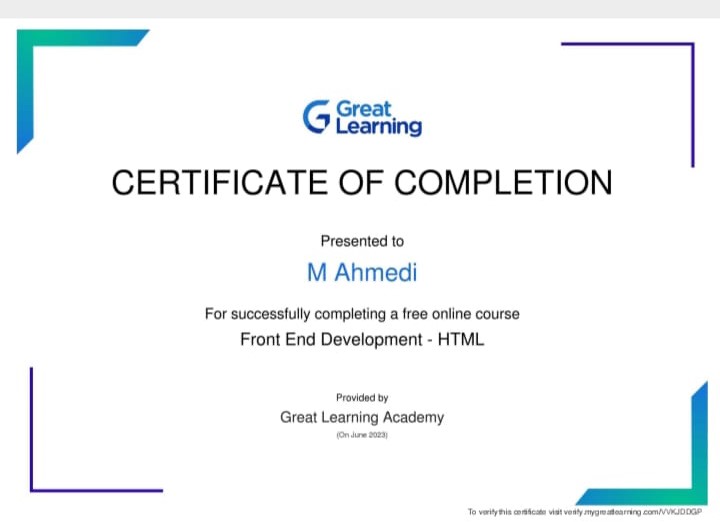 Great
Learning
CERTIFICATE OF COMPLETION
Presented to
M Ahmedi
For successfully completing a free online course
Front End Development - HTML
Provided by
Great Learning Academy
(On June 2023)
To verify this certificate visit verify.mygreatlearning.com/VVKJDDGP